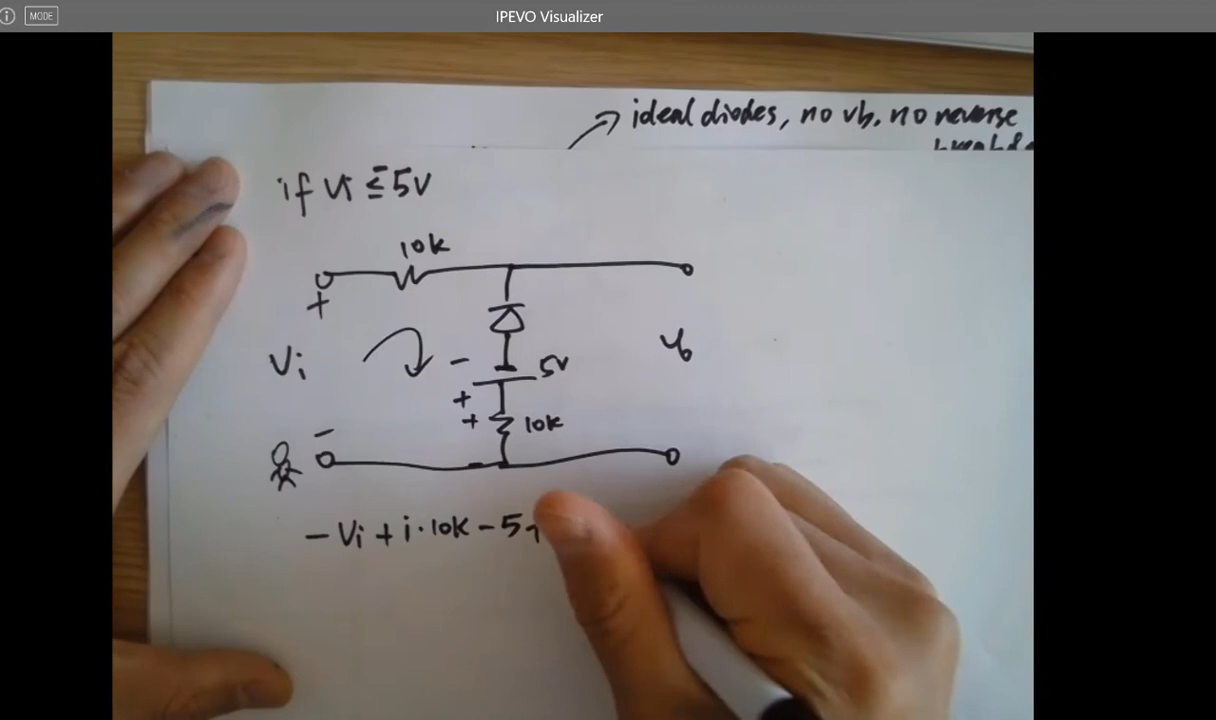 MODE
IPEVO Visualizer
ideal diodes, no vb. no reverse
if Vi ≤ -5V
10k
+
Vi
-
5V
+
+
10k
Vo
-
- Vi + i·10k - 5